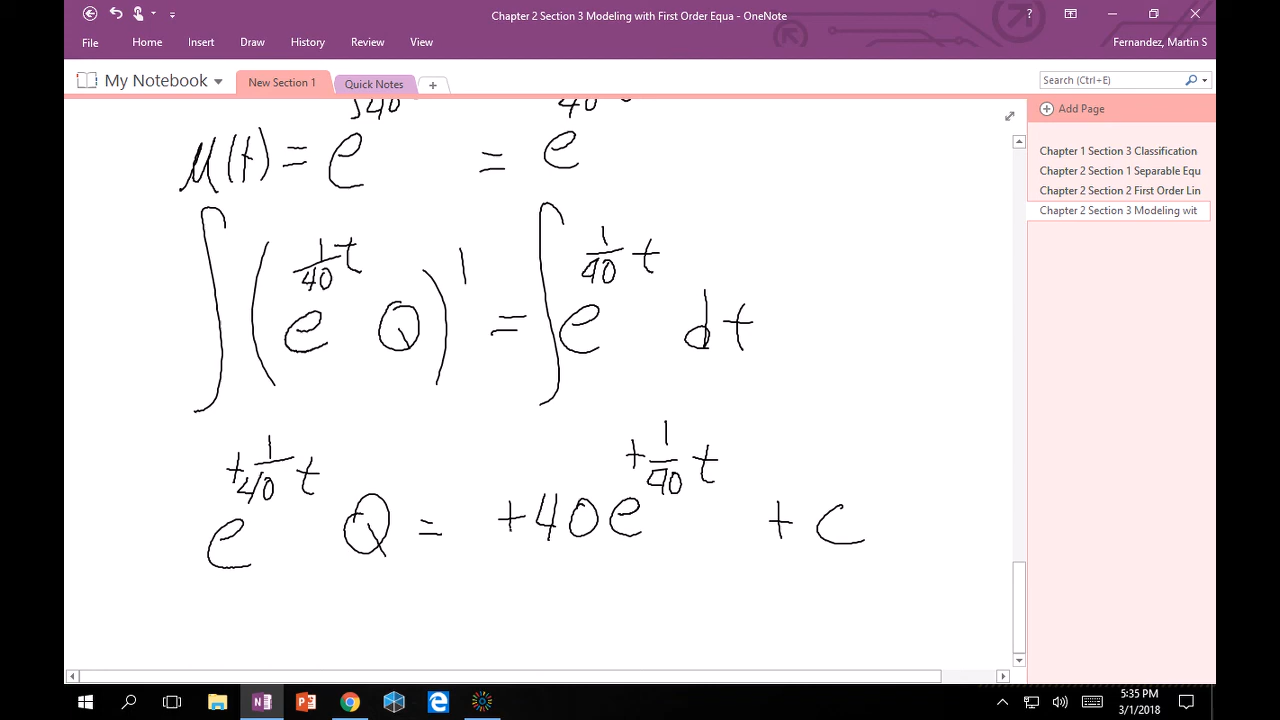 Chapter 2 Section 3 Modeling with First Order Equa - OneNote
?
File Home Insert Draw History Review View
Fernandez, Martin S
My Notebook
New Section 1
Quick Notes
+
Search (Ctrl+E)
Add Page
Chapter 1 Section 3 Classification
Chapter 2 Section 1 Separable Equ
Chapter 2 Section 2 First Order Lin
Chapter 2 Section 3 Modeling wit
μ(t) = e^∫40 = e^40
∫ (e^(1/40 t) Q)' = ∫ e^(1/40 t) dt
e^(+1/40 t) Q = +40e^(+1/40 t) + c
5:35 PM
3/1/2018